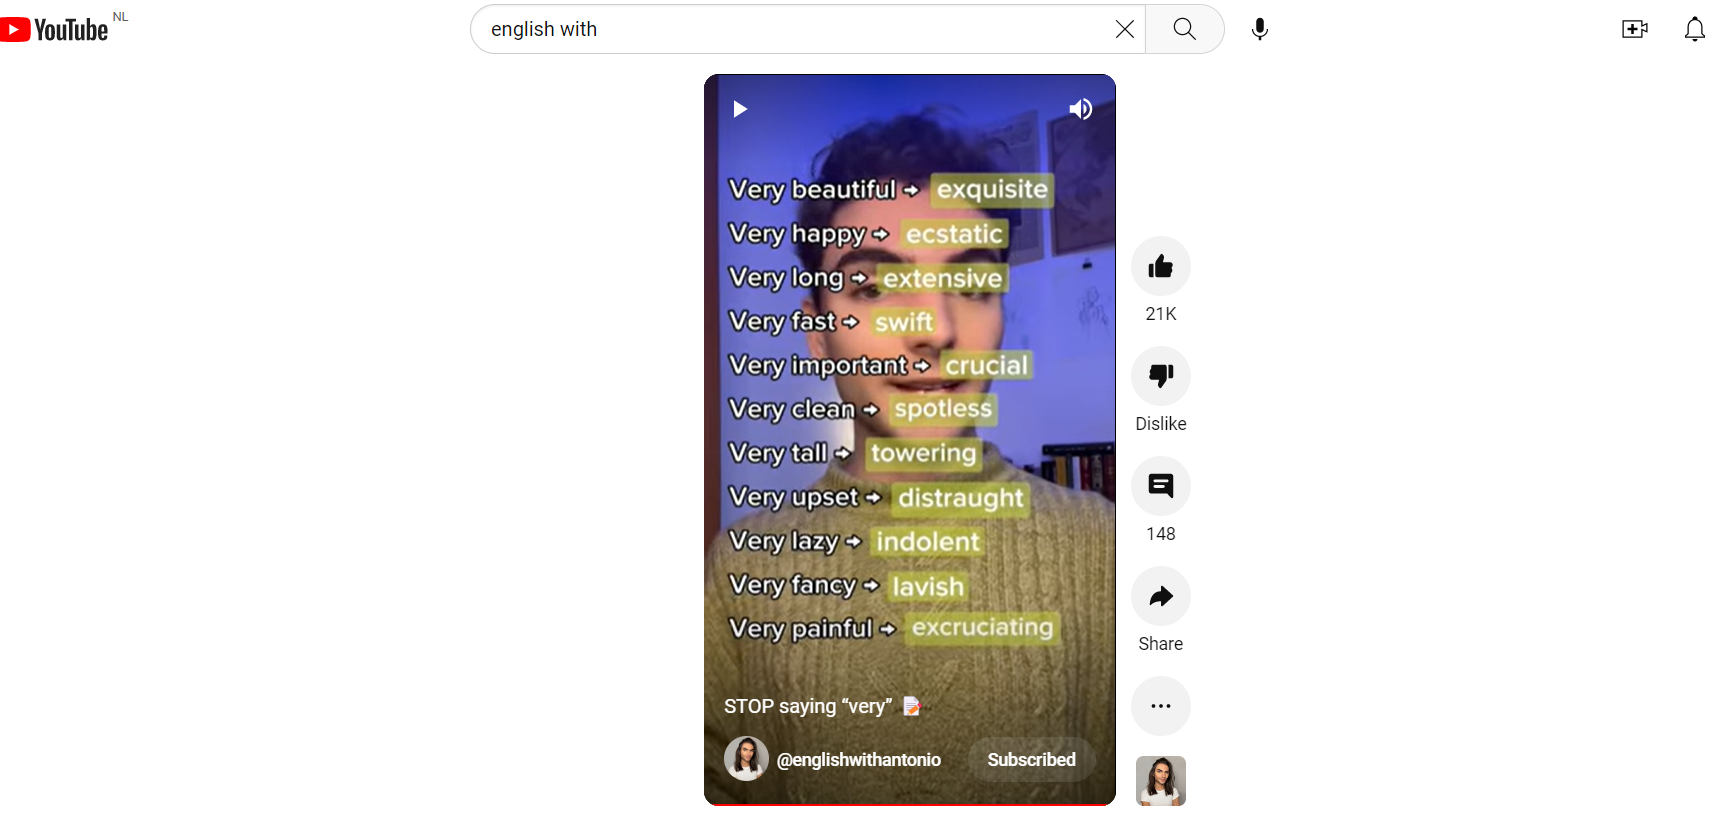 YouTube NL
english with
Very beautiful → exquisite
Very happy → ecstatic
Very long → extensive
Very fast → swift
Very important → crucial
Very clean → spotless
Very tall → towering
Very upset → distraught
Very lazy → indolent
Very fancy → lavish
Very painful → excruciating
STOP saying “very” 📝
@englishwithantonio Subscribed
21K
Dislike
148
Share